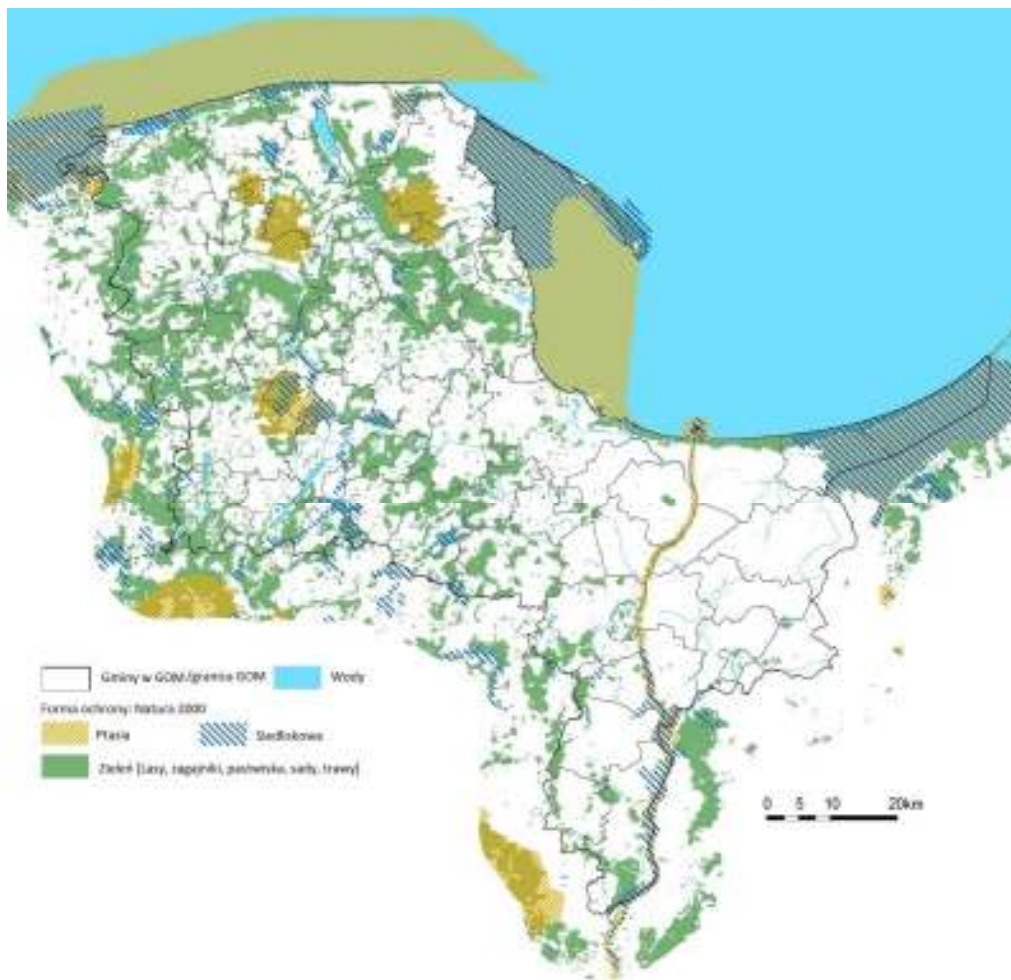 Gminy w GOM/granica GOM Wody
Forma ochrony: Natura 2000
Ptasia Siedliskowa
Zieleń [Lasy, zagajniki, pastwiska, sady, trawy]
0 5 10 20km